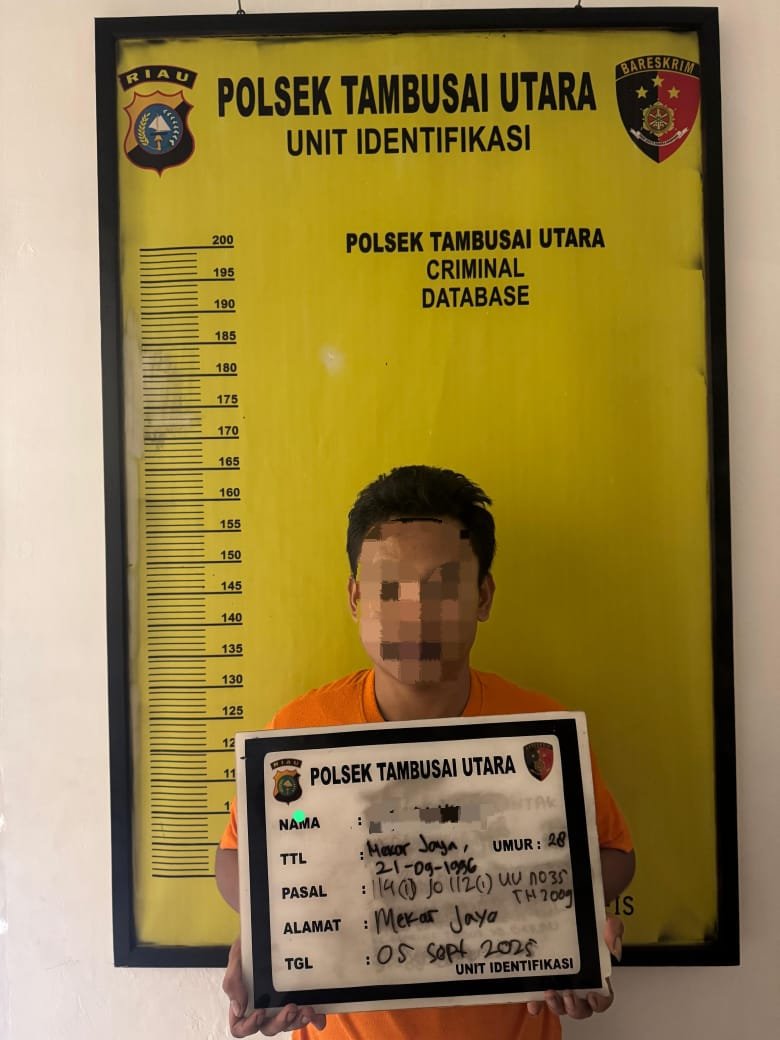 RIAU
POLSEK TAMBUSAI UTARA
UNIT IDENTIFIKASI
BARESKRIM
POLSEK TAMBUSAI UTARA
CRIMINAL
DATABASE
200
195
190
185
180
175
170
165
160
155
150
145
140
135
130
125
RIAU
POLSEK TAMBUSAI UTARA
NAMA :
TTL : Mekar Jaya, UMUR : 28
21-09-1996
PASAL : 114(1) Jo 112(1) UU NO35
TH2009
ALAMAT : Mekar Jaya
TGL : 05 Sept 2025
UNIT IDENTIFIKASI